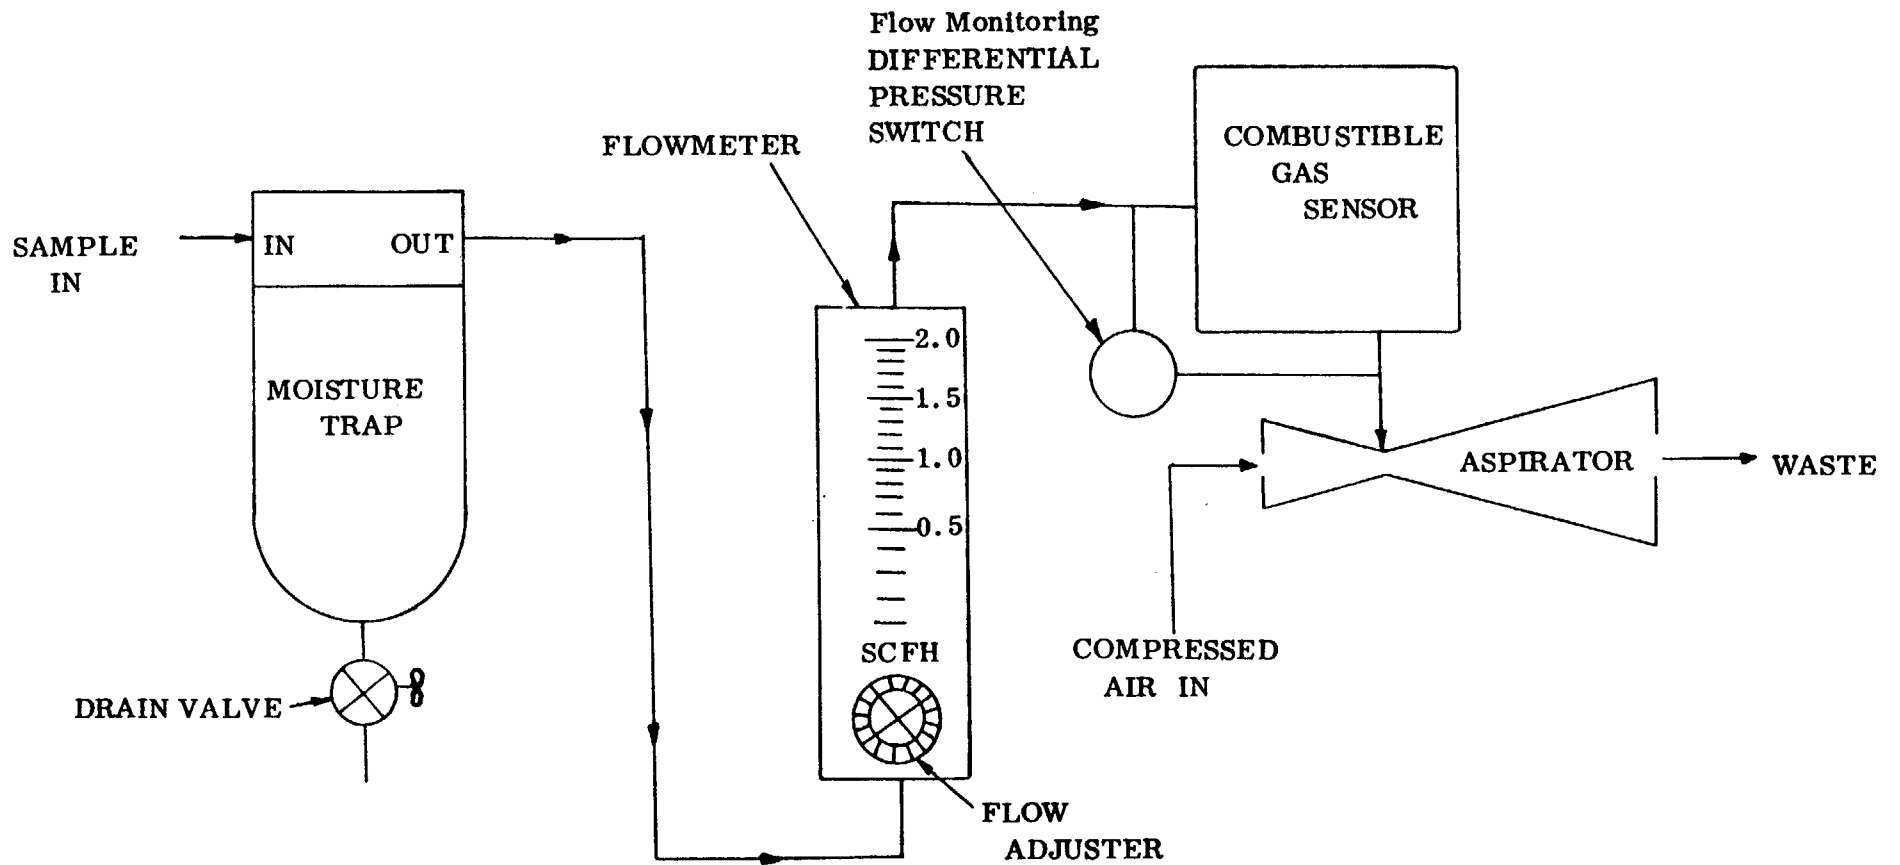 Flow Monitoring
DIFFERENTIAL
PRESSURE
SWITCH
FLOWMETER
COMBUSTIBLE
GAS
SENSOR
SAMPLE
IN
IN
OUT
MOISTURE
TRAP
2.0
1.5
1.0
0.5
SCFH
ASPIRATOR
WASTE
COMPRESSED
AIR IN
DRAIN VALVE
FLOW
ADJUSTER